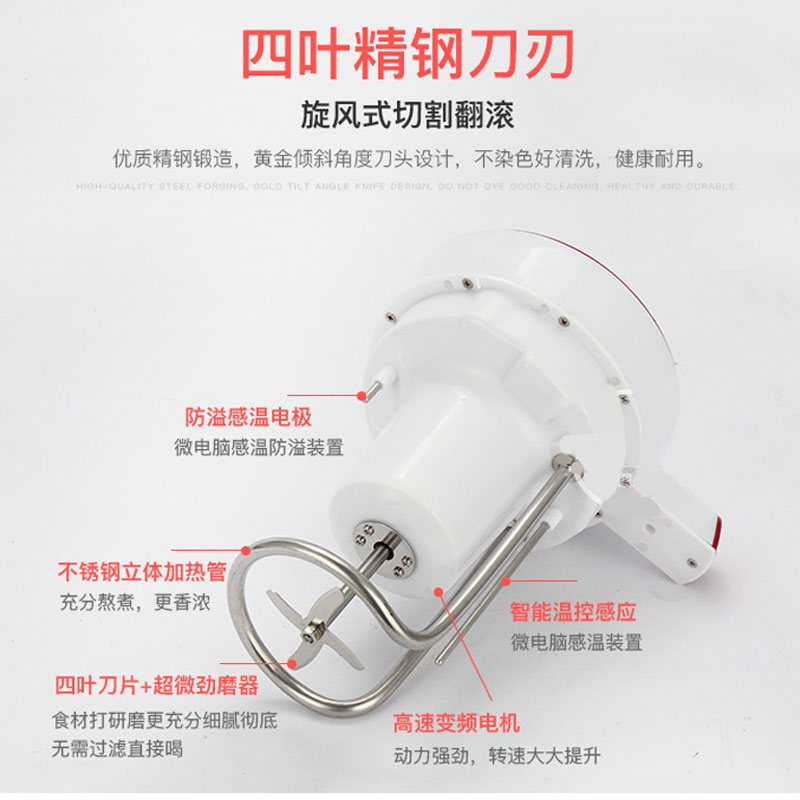 四叶精钢刀刃
旋风式切割翻滚
优质精钢锻造，黄金倾斜角度刀头设计，不染色好清洗，健康耐用。
HIGH-QUALITY STEEL FORGING, GOLD TILT ANGLE KNIFE DESIGN, DO NOT DYE GOOD CLEANING, HEALTHY AND DURABLE.
防溢感温电极
微电脑感温防溢装置
不锈钢立体加热管
充分熬煮，更香浓
智能温控感应
微电脑感温装置
四叶刀片+超微劲磨器
食材打研磨更充分细腻彻底
无需过滤直接喝
高速变频电机
动力强劲，转速大大提升